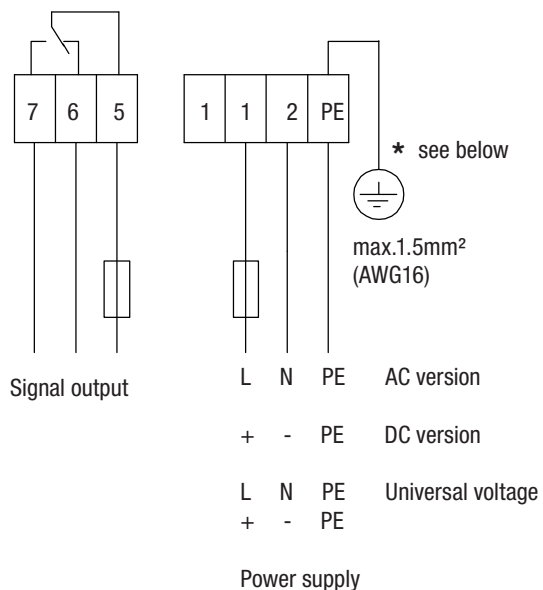 7 6 5 1 1 2 PE
* see below
max.1.5mm²
(AWG16)
Signal output
L N PE AC version
+ - PE DC version
L N PE Universal voltage
+ - PE
Power supply